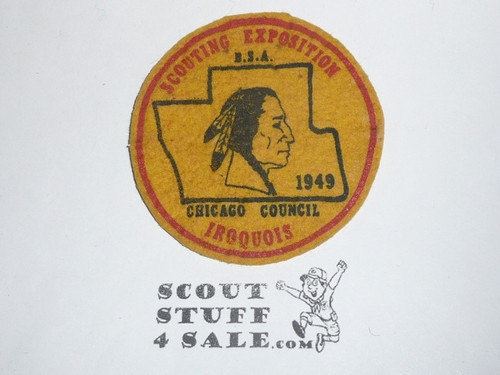 SCOUTING EXPOSITION
B.S.A.
1949
CHICAGO COUNCIL
IROQUOIS
SCOUT
STUFF
4 SALE.COM